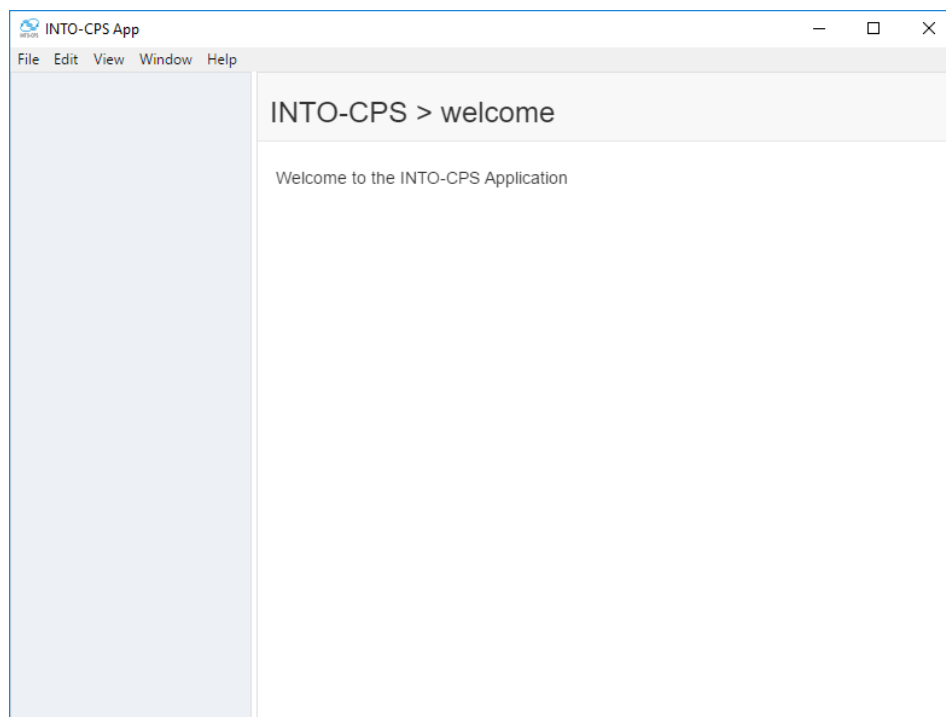 INTO-CPS App
File Edit View Window Help
INTO-CPS > welcome
Welcome to the INTO-CPS Application